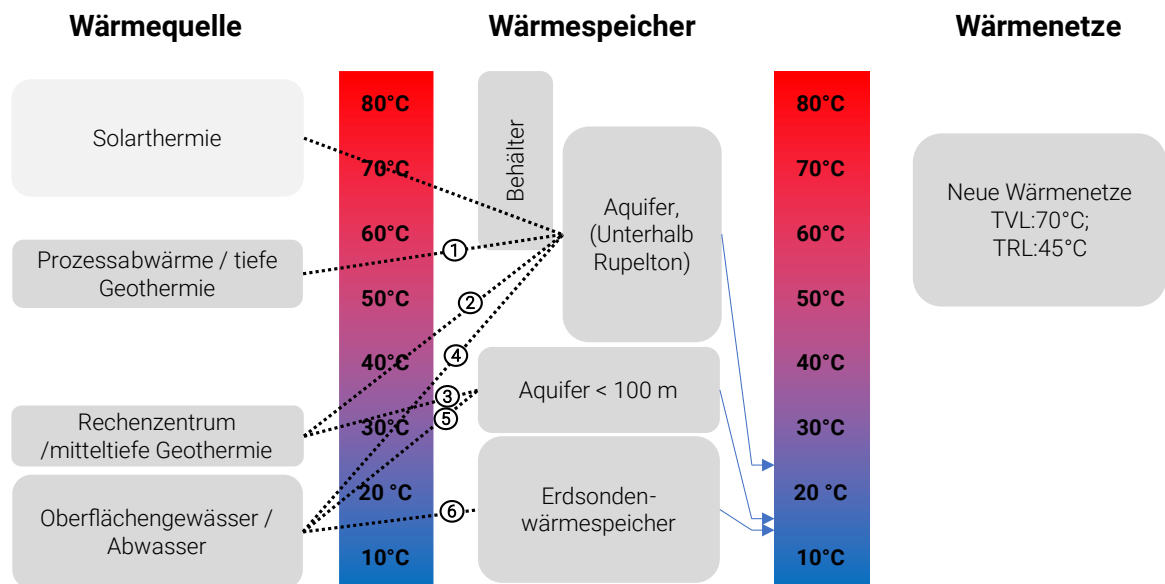 Wärmequelle
Wärmespeicher
Wärmenetze
Solarthermie
Prozessabwärme / tiefe
Geothermie
Rechenzentrum
/mitteltiefe Geothermie
Oberflächengewässer /
Abwasser
80°C
70°C
60°C
50°C
40°C
30°C
20 °C
10°C
1
2
4
3
5
6
Behälter
Aquifer,
(Unterhalb
Rupelton)
Aquifer < 100 m
Erdsonden-
wärmespeicher
80°C
70°C
60°C
50°C
40°C
30°C
20 °C
10°C
Neue Wärmenetze
TVL:70°C;
TRL:45°C